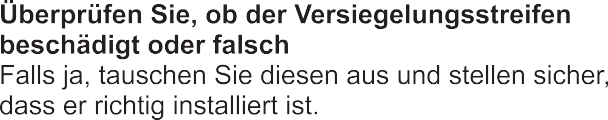 Überprüfen Sie, ob der Versiegelungsstreifen
beschädigt oder falsch
Falls ja, tauschen Sie diesen aus und stellen sicher,
dass er richtig installiert ist.